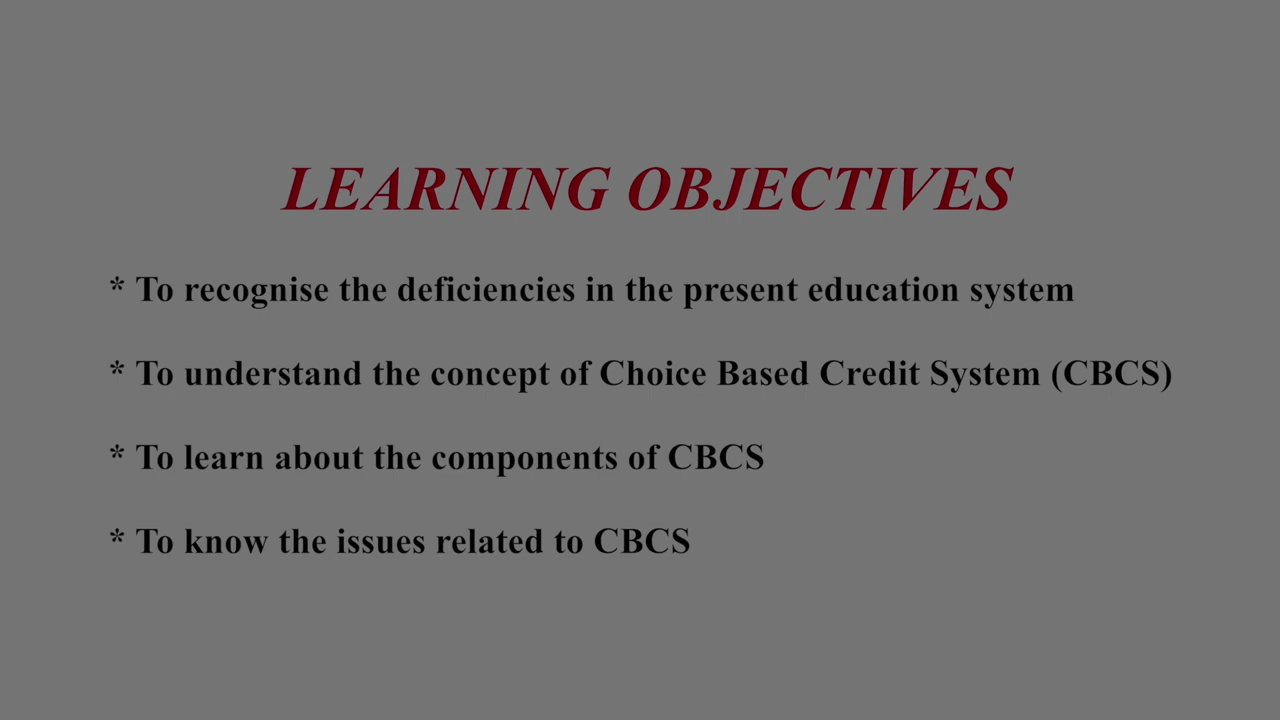 LEARNING OBJECTIVES
* To recognise the deficiencies in the present education system
* To understand the concept of Choice Based Credit System (CBCS)
* To learn about the components of CBCS
* To know the issues related to CBCS